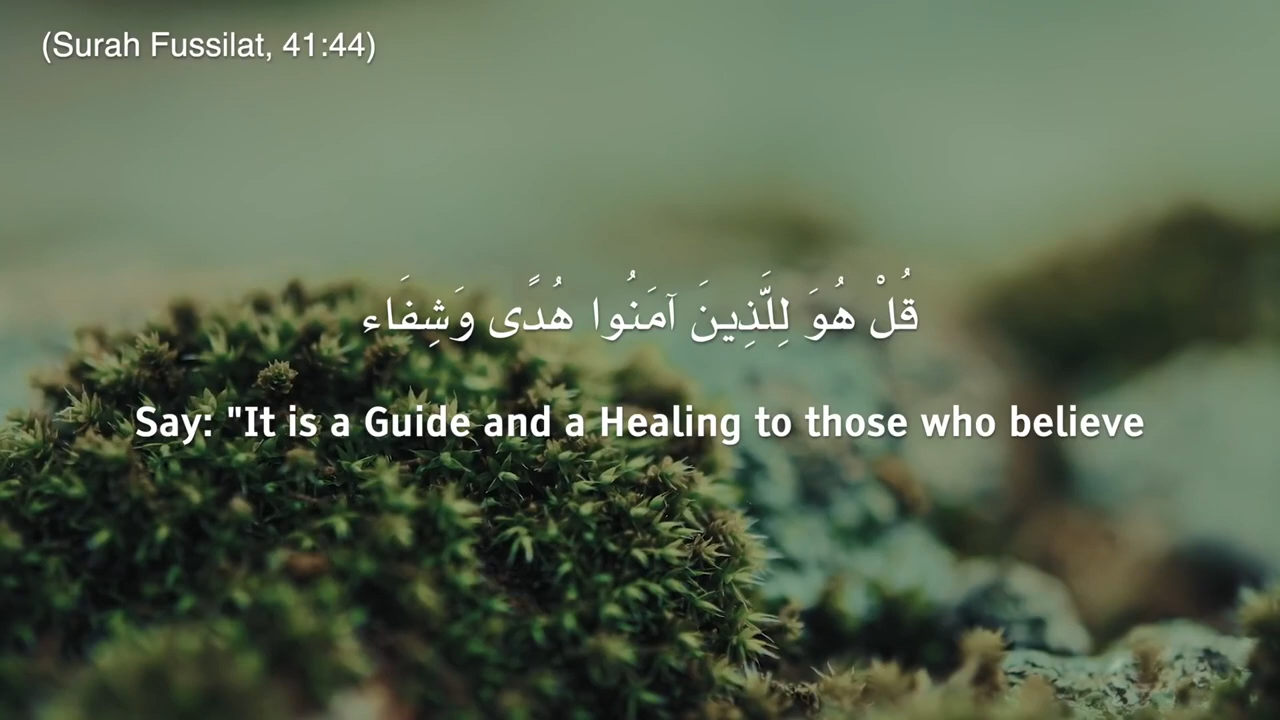 (Surah Fussilat, 41:44)
قُلْ هُوَ لِلَّذِينَ آمَنُوا هُدًى وَشِفَاء
Say: "It is a Guide and a Healing to those who believe